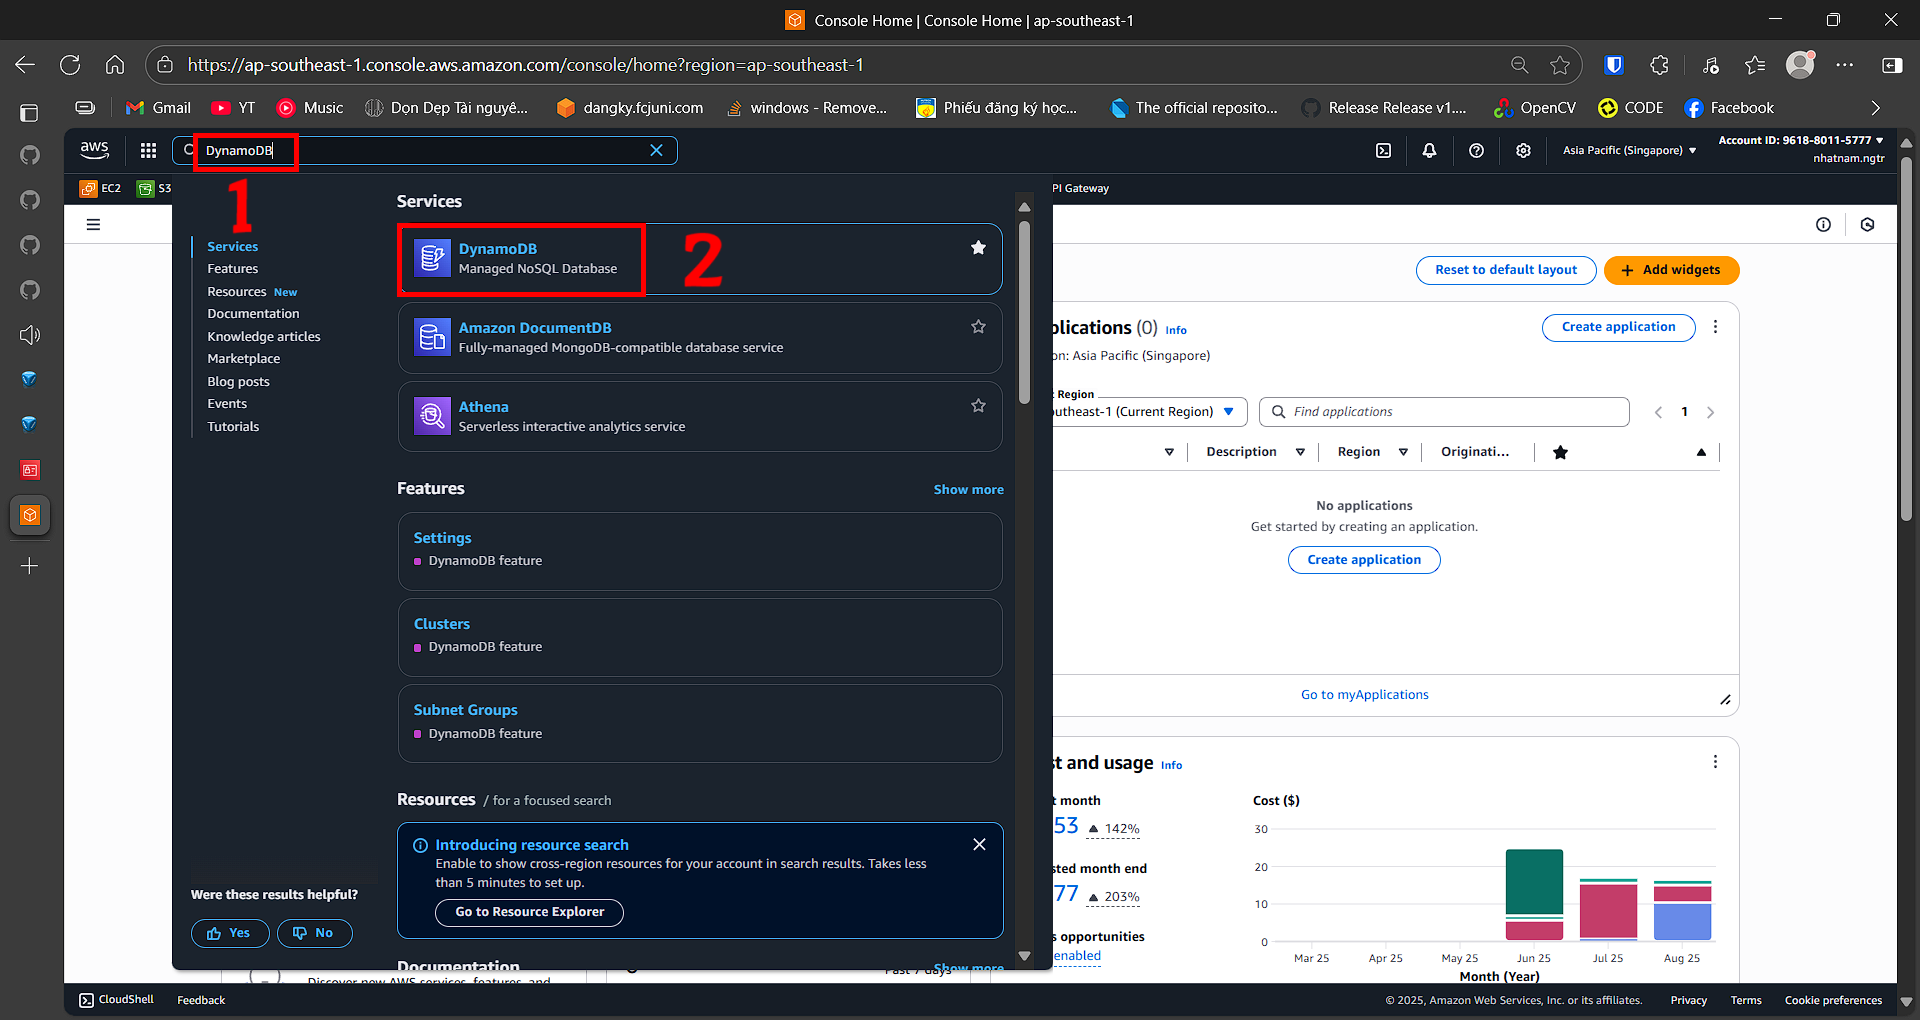 Console Home | Console Home | ap-southeast-1
https://ap-southeast-1.console.aws.amazon.com/console/home?region=ap-southeast-1
Gmail
YT
Music
Dọn Dẹp Tài nguyê...
dangky.fcjuni.com
windows - Remove...
Phiếu đăng ký học...
The official reposito...
Release Release v1....
OpenCV
CODE
Facebook
aws
DynamoDB
Asia Pacific (Singapore)
Account ID: 9618-8011-5777
nhatnam.ngtr
EC2
S3
PI Gateway
1
Services
Features
Resources New
Documentation
Knowledge articles
Marketplace
Blog posts
Events
Tutorials
Were these results helpful?
Yes
No
Services
DynamoDB
Managed NoSQL Database
2
Amazon DocumentDB
Fully-managed MongoDB-compatible database service
Athena
Serverless interactive analytics service
Features
Show more
Settings
DynamoDB feature
Clusters
DynamoDB feature
Subnet Groups
DynamoDB feature
Resources / for a focused search
Introducing resource search
Enable to show cross-region resources for your account in search results. Takes less
than 5 minutes to set up.
Go to Resource Explorer
Documentation
Show more
Reset to default layout
Add widgets
plications (0) Info
on: Asia Pacific (Singapore)
Create application
t Region
outheast-1 (Current Region)
Find applications
1
Description
Region
Originati...
No applications
Get started by creating an application.
Create application
Go to myApplications
st and usage Info
t month
53 142%
sted month end
77 203%
s opportunities
enabled
Cost ($)
30
20
10
0
Mar 25
Apr 25
May 25
Jun 25
Jul 25
Aug 25
Month (Year)
Discover new AWS services, features, and
Past 7 days
CloudShell
Feedback
© 2025, Amazon Web Services, Inc. or its affiliates.
Privacy
Terms
Cookie preferences